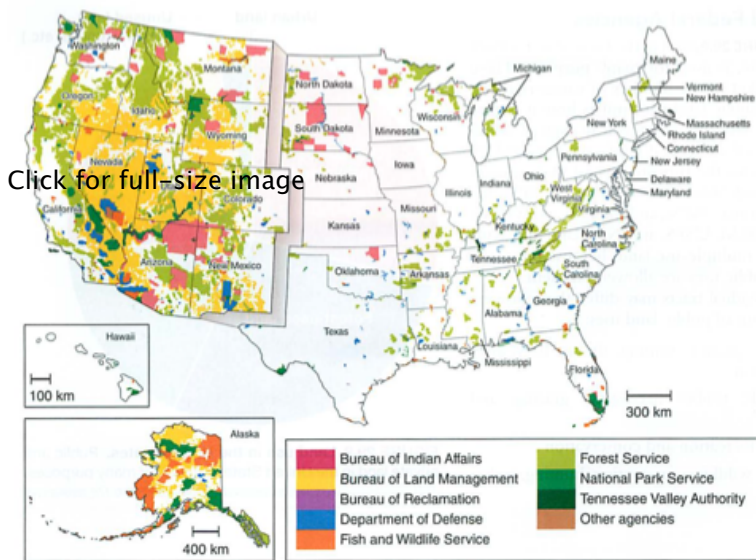 Washington
Montana
North Dakota
Michigan
Maine
Vermont
New Hampshire
Oregon
Idaho
Wyoming
South Dakota
Minnesota
Wisconsin
New York
Massachusetts
Rhode Island
Connecticut
Nevada
Nebraska
Iowa
Pennsylvania
New Jersey
Click for full-size image
Colorado
Illinois
Indiana
Ohio
West
Virginia
Delaware
Maryland
California
Kansas
Missouri
Kentucky
Virginia
Arizona
New Mexico
Oklahoma
Arkansas
Tennessee
North
Carolina
South
Carolina
Texas
Louisiana
Mississippi
Alabama
Georgia
Florida
Hawaii
100 km
300 km
Alaska
400 km
Bureau of Indian Affairs
Bureau of Land Management
Bureau of Reclamation
Department of Defense
Fish and Wildlife Service
Forest Service
National Park Service
Tennessee Valley Authority
Other agencies